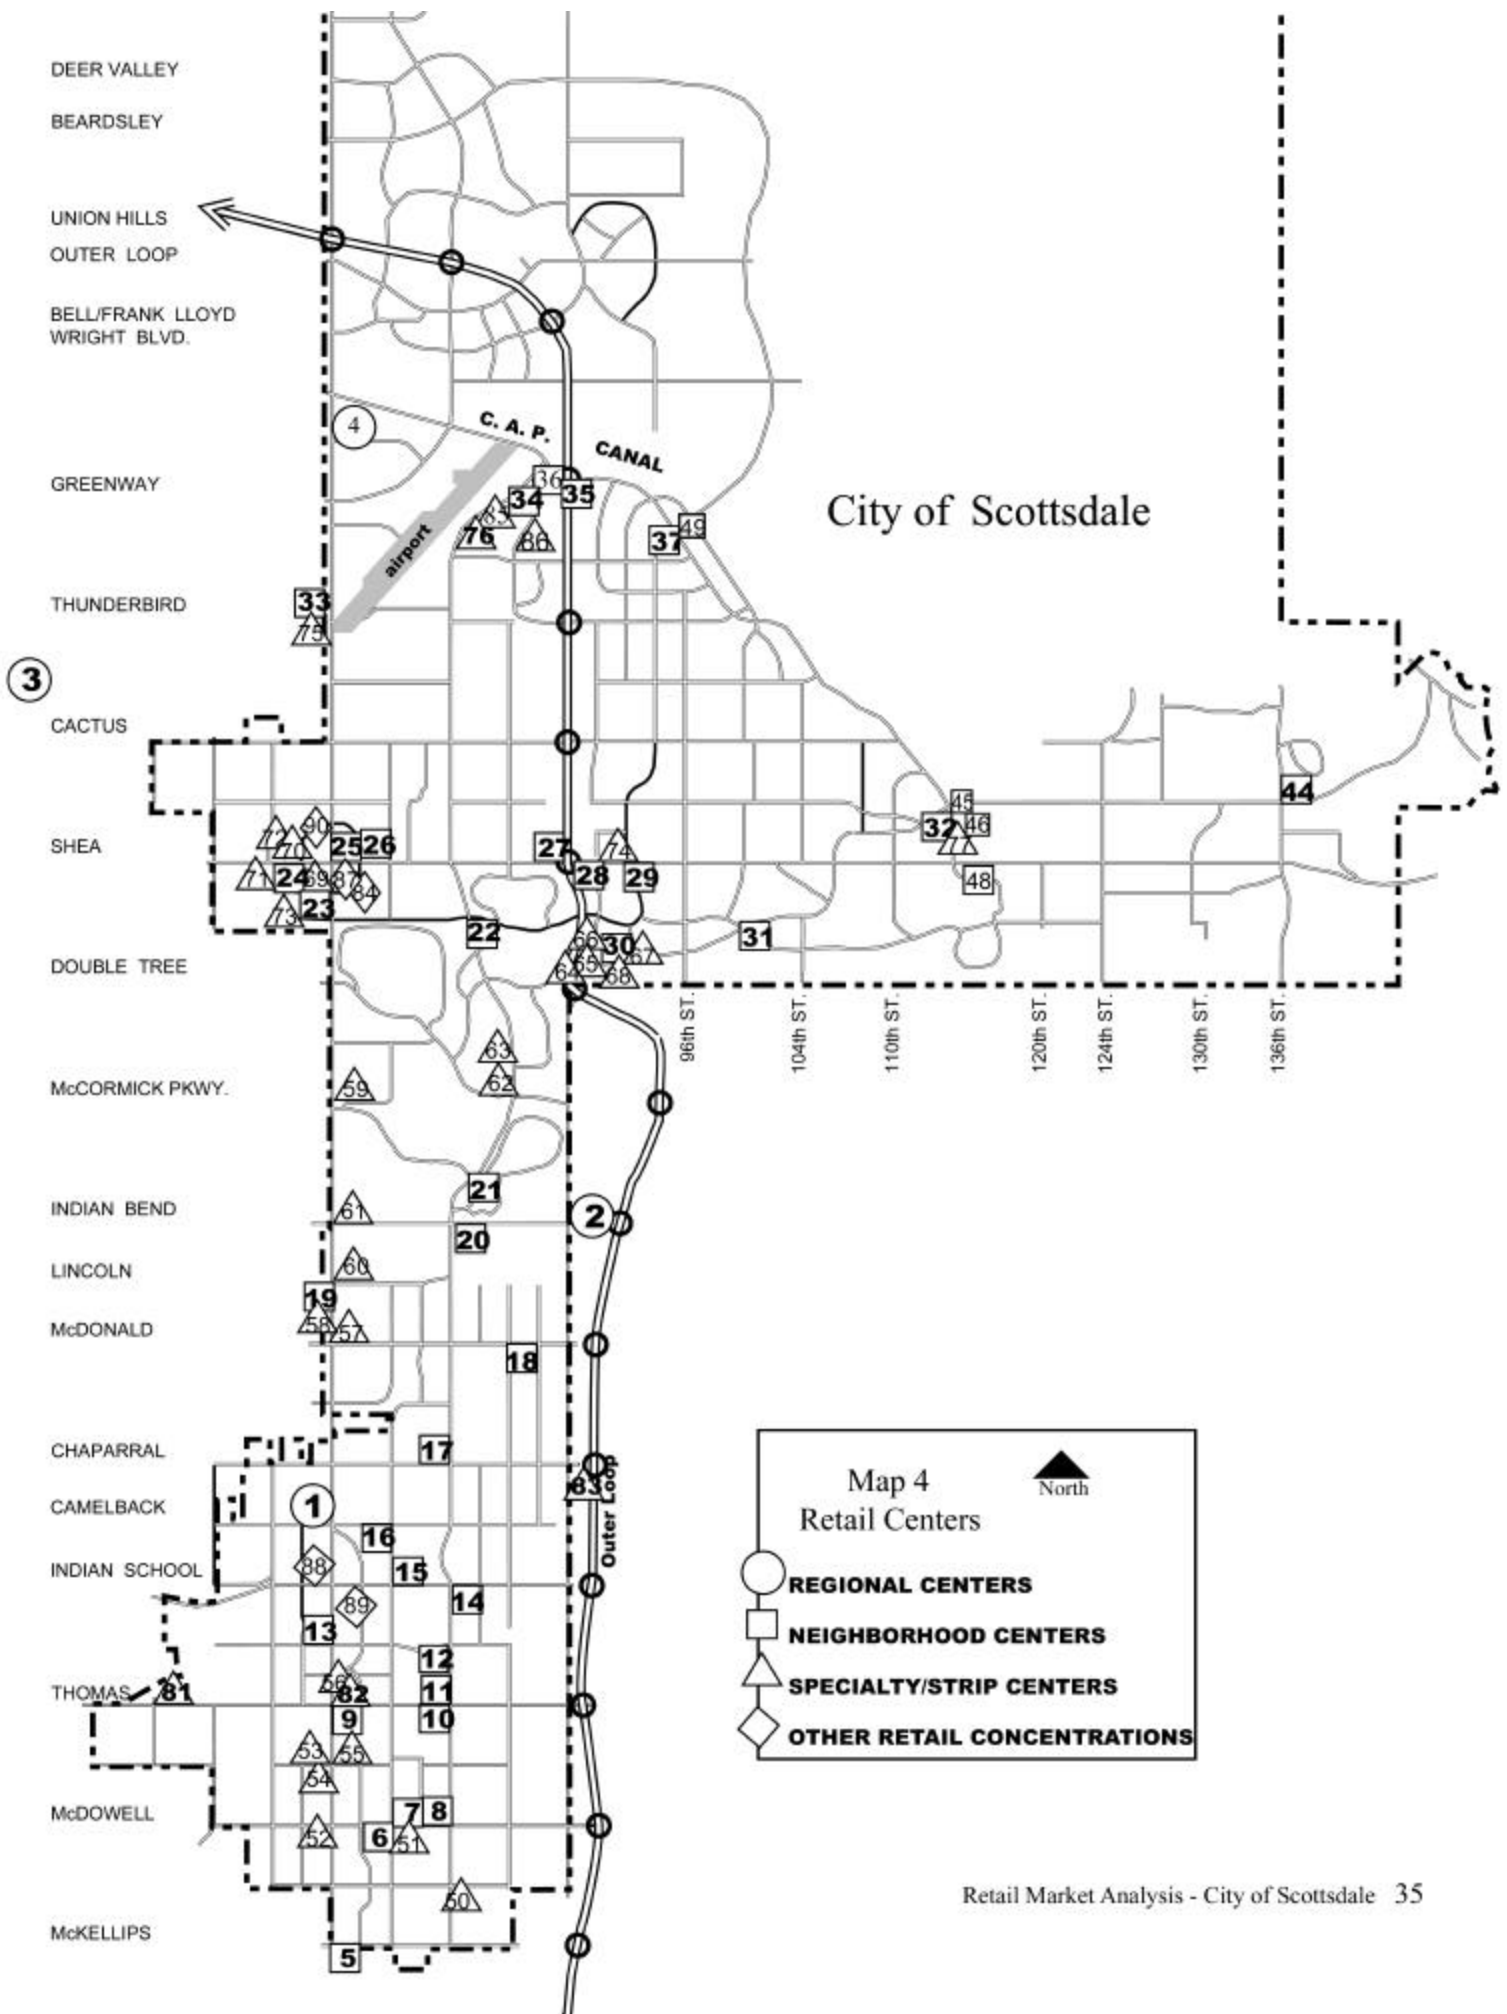 DEER VALLEY
BEARDSLEY
UNION HILLS
OUTER LOOP
BELL/FRANK LLOYD
WRIGHT BLVD.
4
C. A. P.
CANAL
GREENWAY
36
34
35
85
76
86
airport
37
49
City of Scottsdale
THUNDERBIRD
33
75
3
CACTUS
44
45
32
46
77
48
SHEA
72
70
90
25
26
27
74
71
24
69
87
84
28
29
73
23
22
66
30
67
31
DOUBLE TREE
64
65
68
96th ST.
104th ST.
110th ST.
120th ST.
124th ST.
130th ST.
136th ST.
63
62
McCORMICK PKWY.
59
21
INDIAN BEND
61
2
20
LINCOLN
60
19
58
57
McDONALD
18
CHAPARRAL
17
83
Outer Loop
CAMELBACK
1
16
INDIAN SCHOOL
88
15
89
14
13
12
56
82
11
THOMAS
81
9
10
53
55
54
McDOWELL
7
8
52
6
51
50
McKELLIPS
5
Map 4
Retail Centers
North
REGIONAL CENTERS
NEIGHBORHOOD CENTERS
SPECIALTY/STRIP CENTERS
OTHER RETAIL CONCENTRATIONS
Retail Market Analysis - City of Scottsdale 35